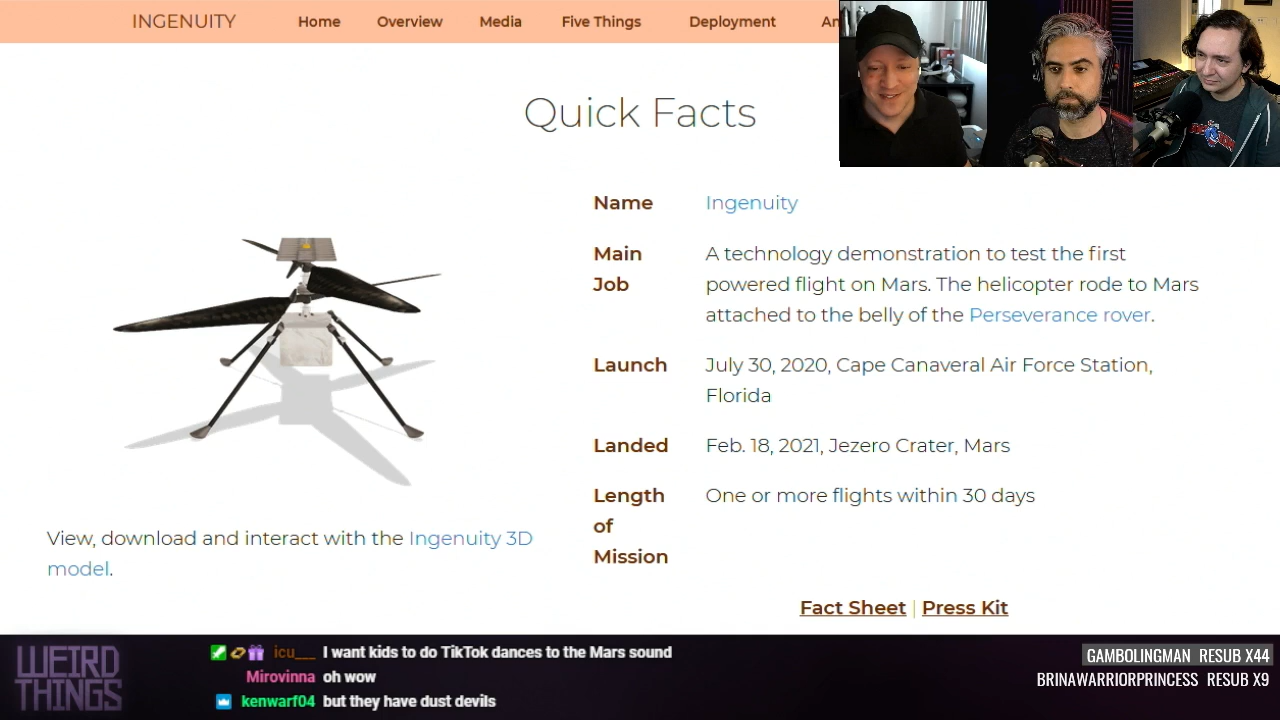 INGENUITY Home Overview Media Five Things Deployment An
Quick Facts
Name Ingenuity
Main Job A technology demonstration to test the first
powered flight on Mars. The helicopter rode to Mars
attached to the belly of the Perseverance rover.
Launch July 30, 2020, Cape Canaveral Air Force Station,
Florida
Landed Feb. 18, 2021, Jezero Crater, Mars
Length of Mission One or more flights within 30 days
View, download and interact with the Ingenuity 3D
model.
Fact Sheet | Press Kit
WEIRD
THINGS
icu___ I want kids to do TikTok dances to the Mars sound
Mirovinna oh wow
kenwarf04 but they have dust devils
GAMBOLINGMAN RESUB X44
BRINAWARRIORPRINCESS RESUB X9